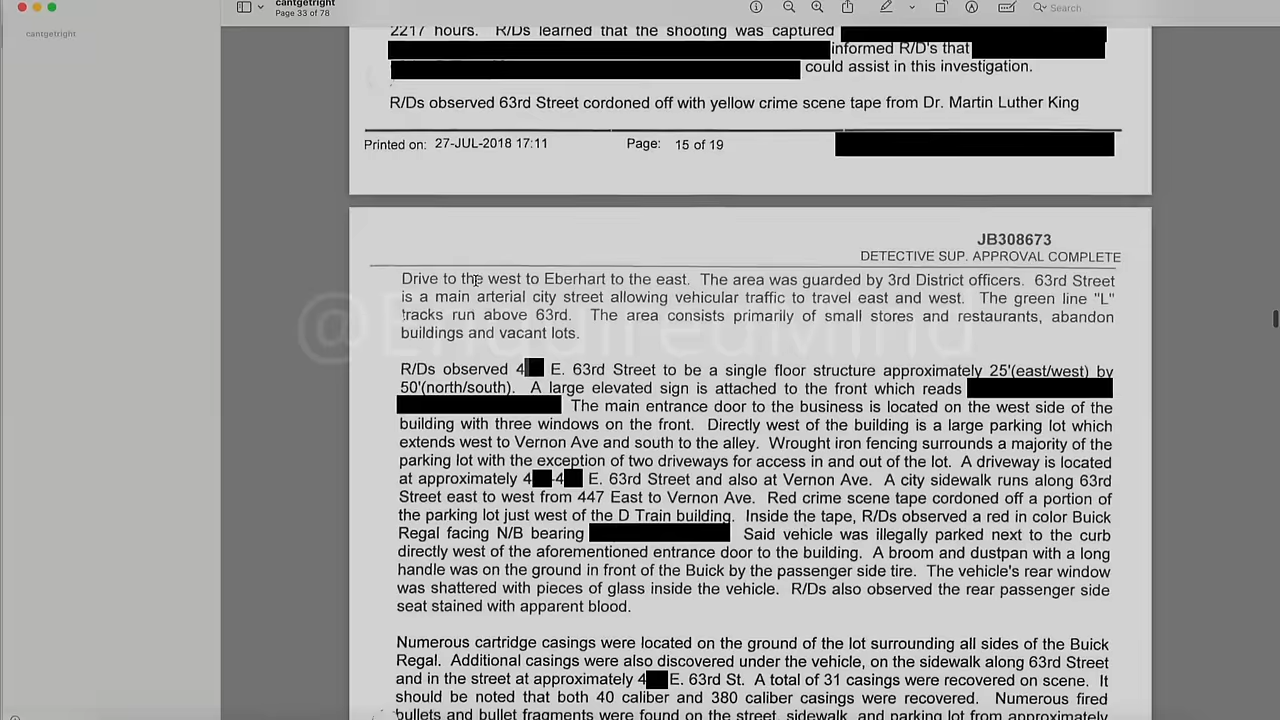 cantgetright
Page 33 of 78
Search
cantgetright
2217 hours. R/Ds learned that the shooting was captured
informed R/D's that
could assist in this investigation.
R/Ds observed 63rd Street cordoned off with yellow crime scene tape from Dr. Martin Luther King
Printed on: 27-JUL-2018 17:11 Page: 15 of 19
JB308673
DETECTIVE SUP. APPROVAL COMPLETE
Drive to the west to Eberhart to the east. The area was guarded by 3rd District officers. 63rd Street
is a main arterial city street allowing vehicular traffic to travel east and west. The green line "L"
tracks run above 63rd. The area consists primarily of small stores and restaurants, abandon
buildings and vacant lots.
@EnquiredMind
R/Ds observed 4 E. 63rd Street to be a single floor structure approximately 25'(east/west) by
50'(north/south). A large elevated sign is attached to the front which reads
The main entrance door to the business is located on the west side of the
building with three windows on the front. Directly west of the building is a large parking lot which
extends west to Vernon Ave and south to the alley. Wrought iron fencing surrounds a majority of the
parking lot with the exception of two driveways for access in and out of the lot. A driveway is located
at approximately 4 -4 E. 63rd Street and also at Vernon Ave. A city sidewalk runs along 63rd
Street east to west from 447 East to Vernon Ave. Red crime scene tape cordoned off a portion of
the parking lot just west of the D Train building. Inside the tape, R/Ds observed a red in color Buick
Regal facing N/B bearing Said vehicle was illegally parked next to the curb
directly west of the aforementioned entrance door to the building. A broom and dustpan with a long
handle was on the ground in front of the Buick by the passenger side tire. The vehicle's rear window
was shattered with pieces of glass inside the vehicle. R/Ds also observed the rear passenger side
seat stained with apparent blood.
Numerous cartridge casings were located on the ground of the lot surrounding all sides of the Buick
Regal. Additional casings were also discovered under the vehicle, on the sidewalk along 63rd Street
and in the street at approximately 4 E. 63rd St. A total of 31 casings were recovered on scene. It
should be noted that both 40 caliber and 380 caliber casings were recovered. Numerous fired
bullets and bullet fragments were found on the street, sidewalk, and parking lot from approximately